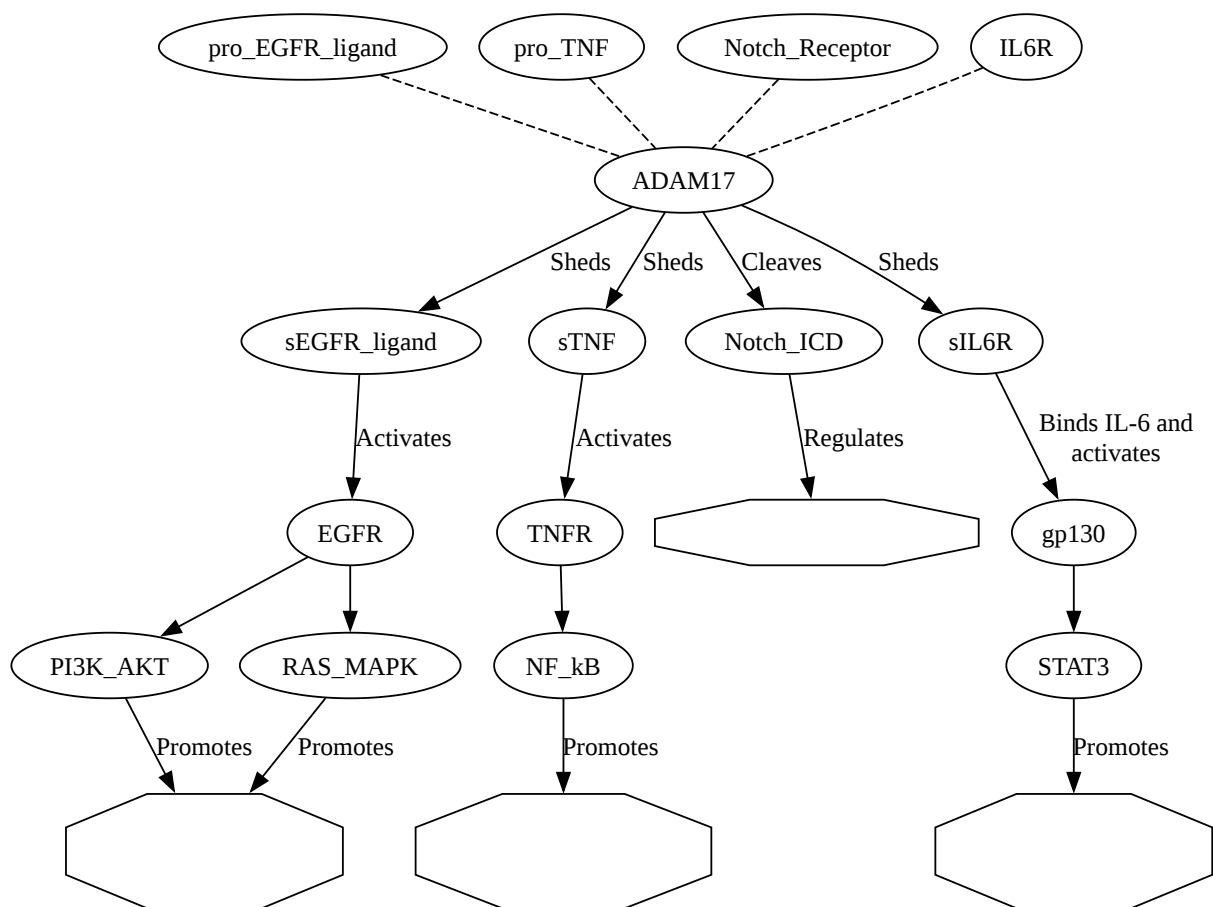 pro_EGFR_ligand
pro_TNF
Notch_Receptor
IL6R
ADAM17
Sheds
Sheds
Cleaves
Sheds
sEGFR_ligand
sTNF
Notch_ICD
sIL6R
Activates
Activates
Regulates
Binds IL-6 and
activates
EGFR
TNFR
gp130
PI3K_AKT
RAS_MAPK
NF_kB
STAT3
Promotes
Promotes
Promotes
Promotes